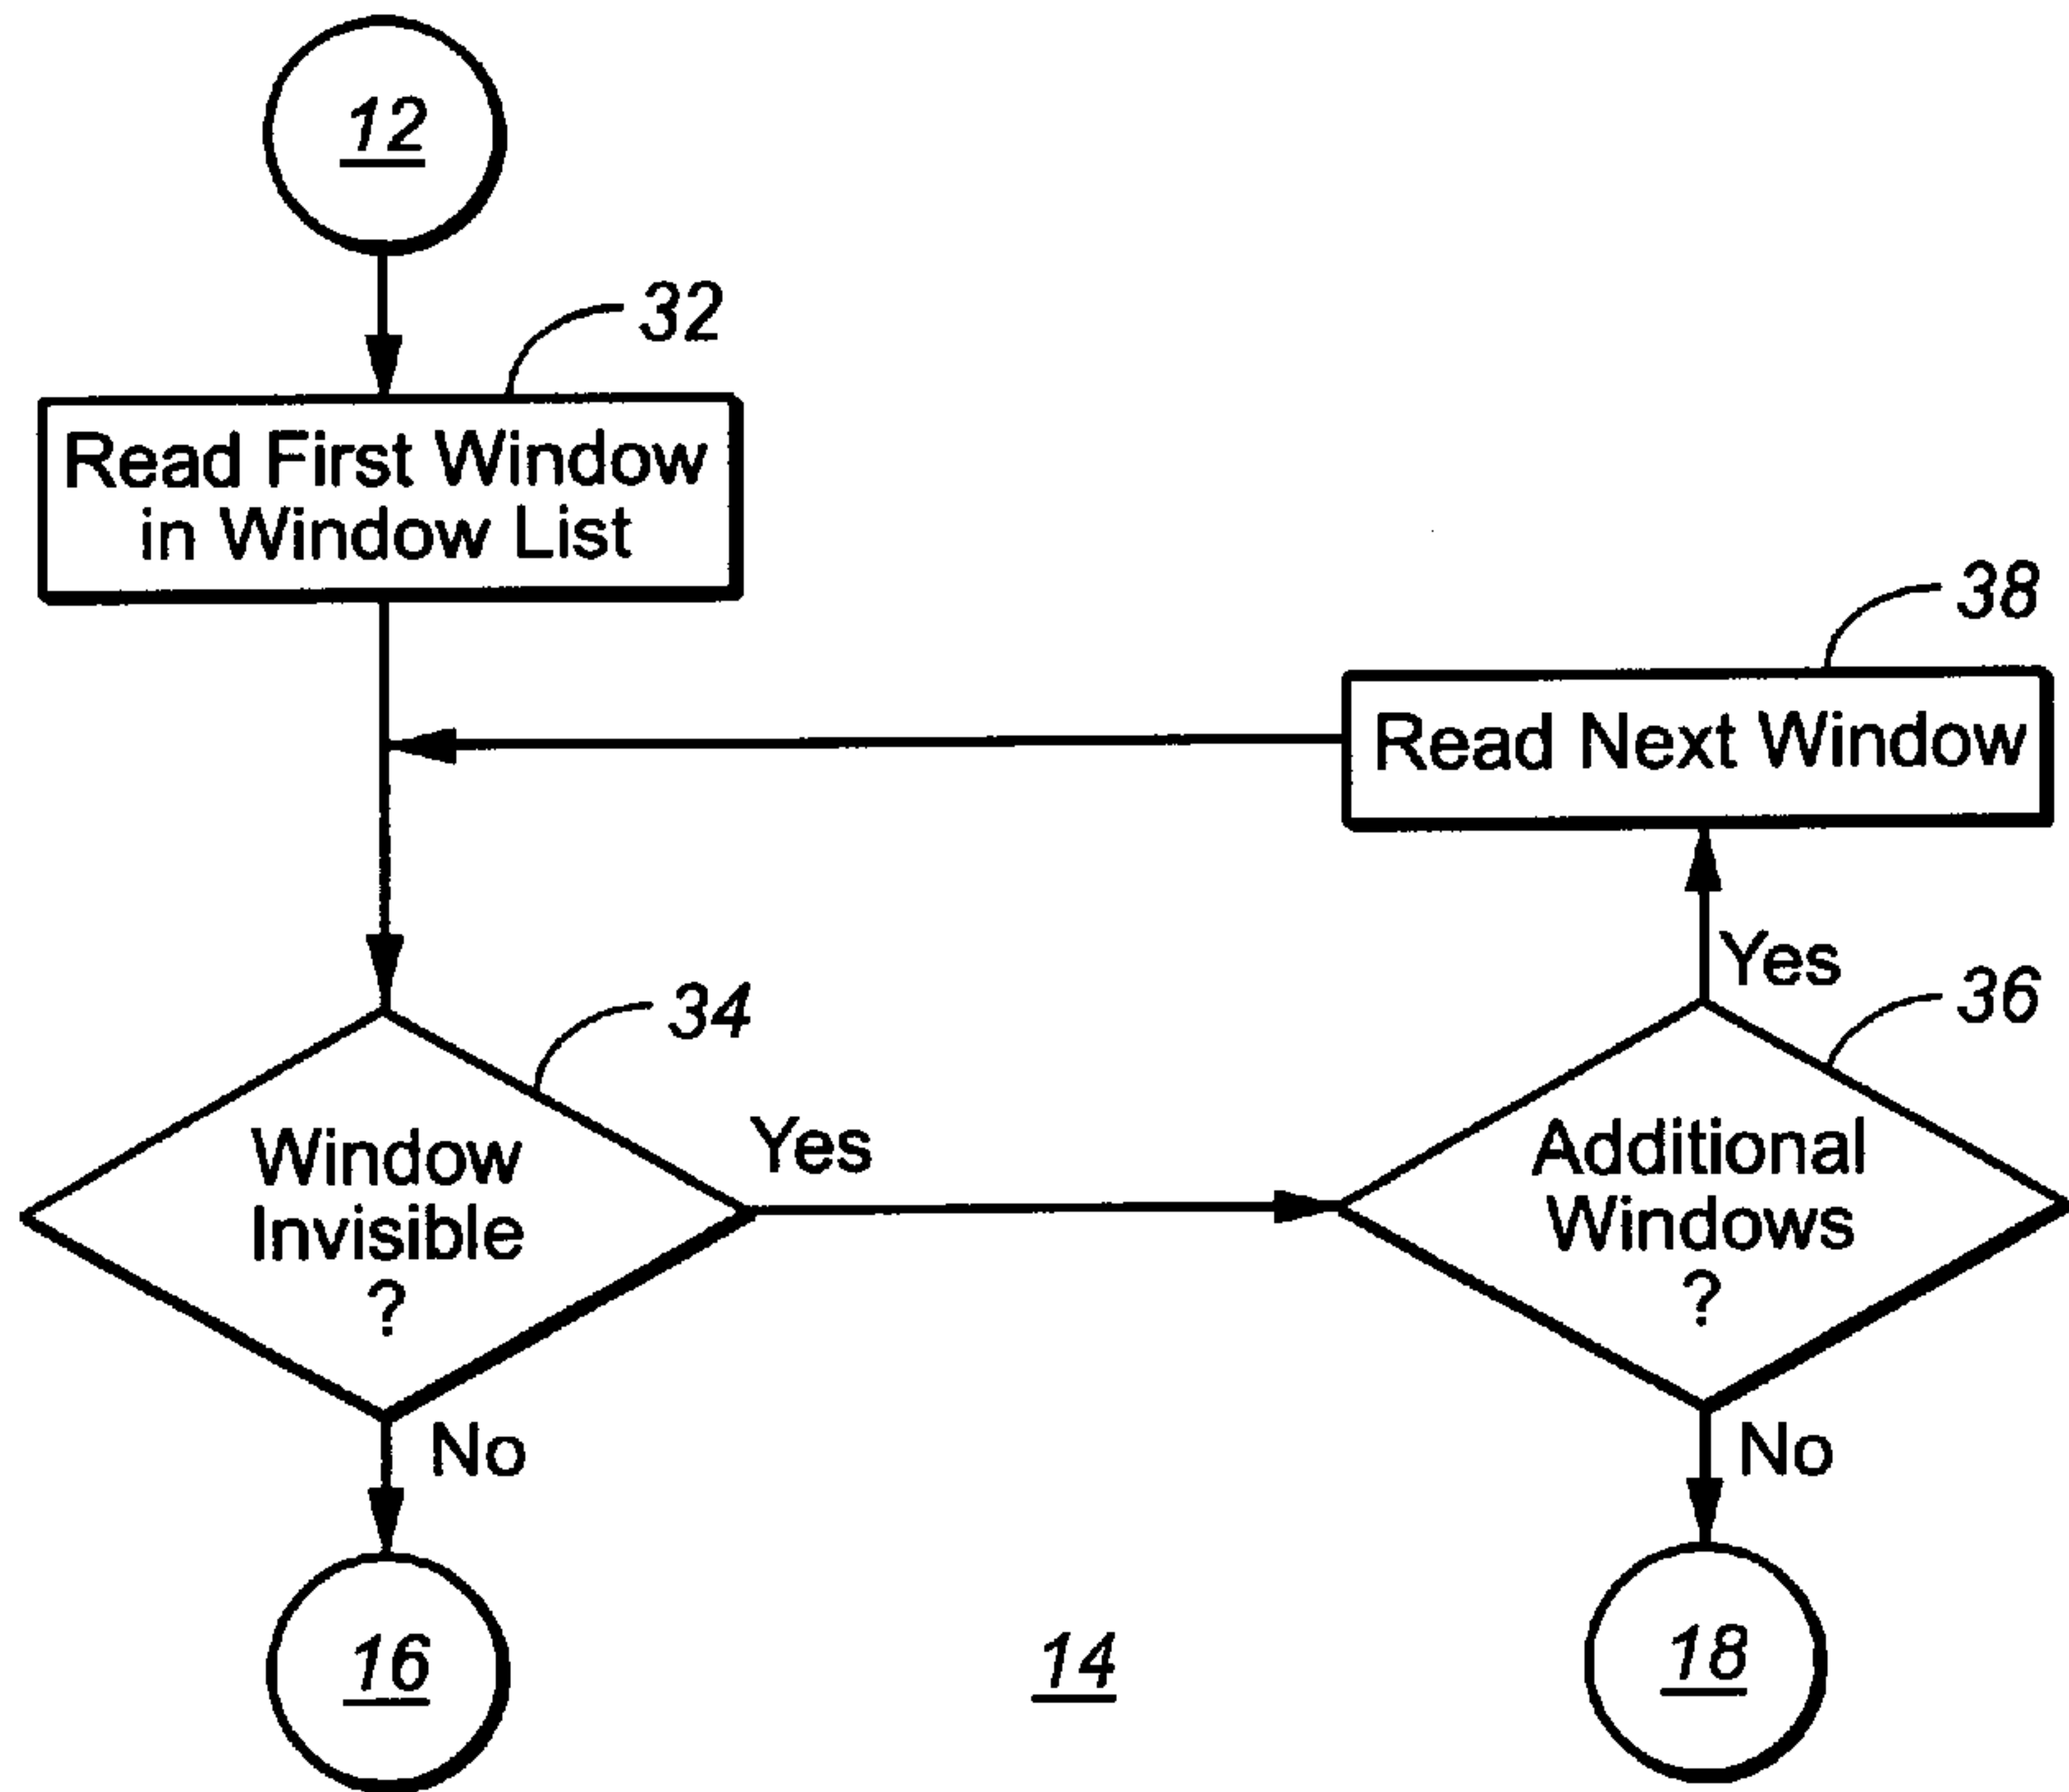 12
32
Read First Window
in Window List
38
Read Next Window
Yes
36
34
Window
Invisible
?
Yes
Additional
Windows
?
No
No
16
14
18